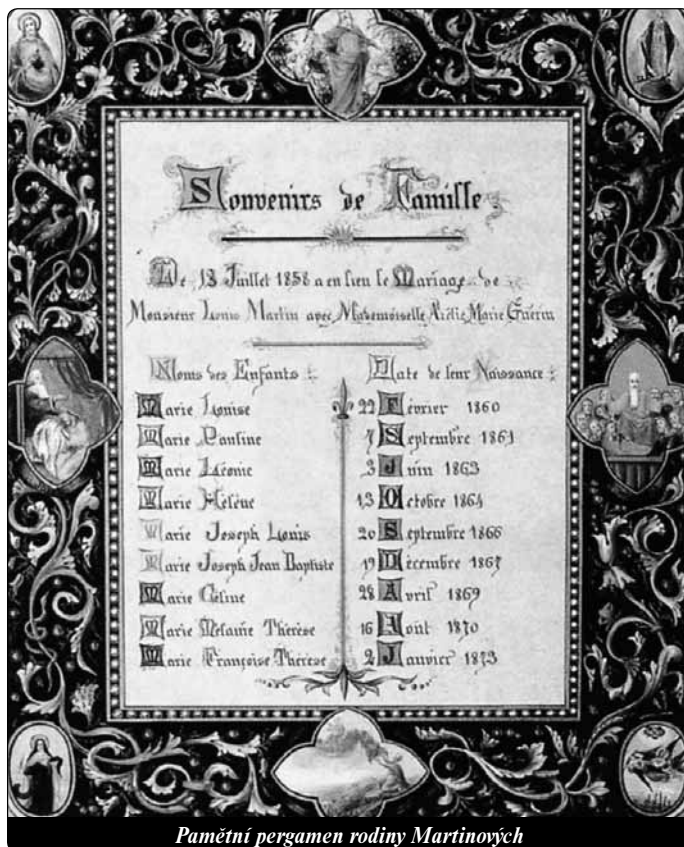 Souvenirs de Famille
Le 13 Juillet 1858 a eu lieu le Mariage de
Monsieur Louis Martin avec Mademoiselle Zélie Marie Guérin
Noms des Enfants : Date de leur Naissance :
Marie Louise 22 Février 1860
Marie Pauline 7 Septembre 1861
Marie Léonie 3 Juin 1863
Marie Hélène 13 Octobre 1864
Marie Joseph Louis 20 Septembre 1866
Marie Joseph Jean Baptiste 19 Décembre 1867
Marie Céline 28 Avril 1869
Marie Mélanie Thérèse 16 Août 1870
Marie Françoise Thérèse 2 Janvier 1873
Pamětní pergamen rodiny Martinových